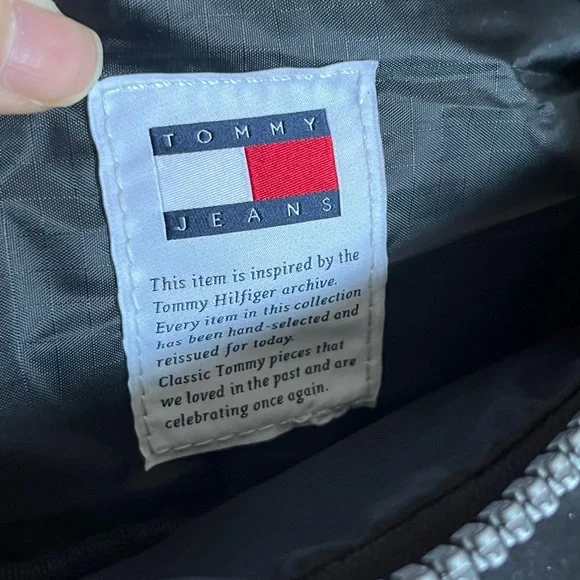 TOMMY
JEANS
This item is inspired by the
Tommy Hilfiger archive.
Every item in this collection
has been hand-selected and
reissued for today.
Classic Tommy pieces that
we loved in the past and are
celebrating once again.